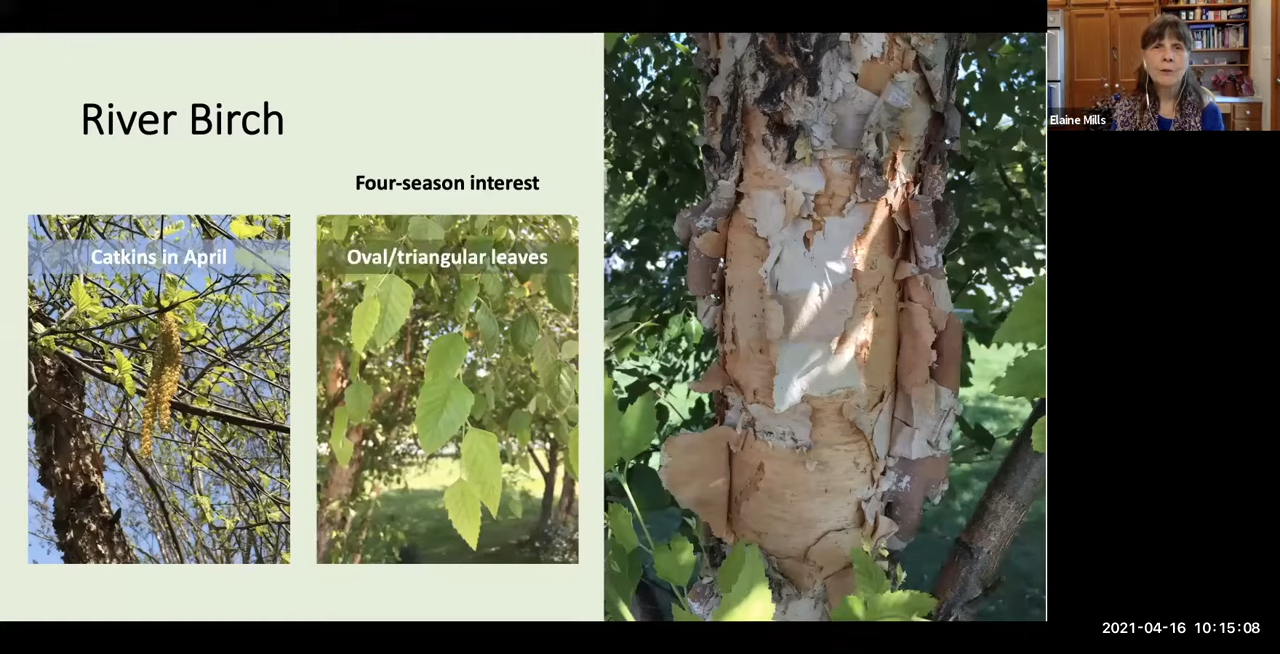 River Birch
Four-season interest
Catkins in April
Oval/triangular leaves
Elaine Mills
2021-04-16 10:15:08